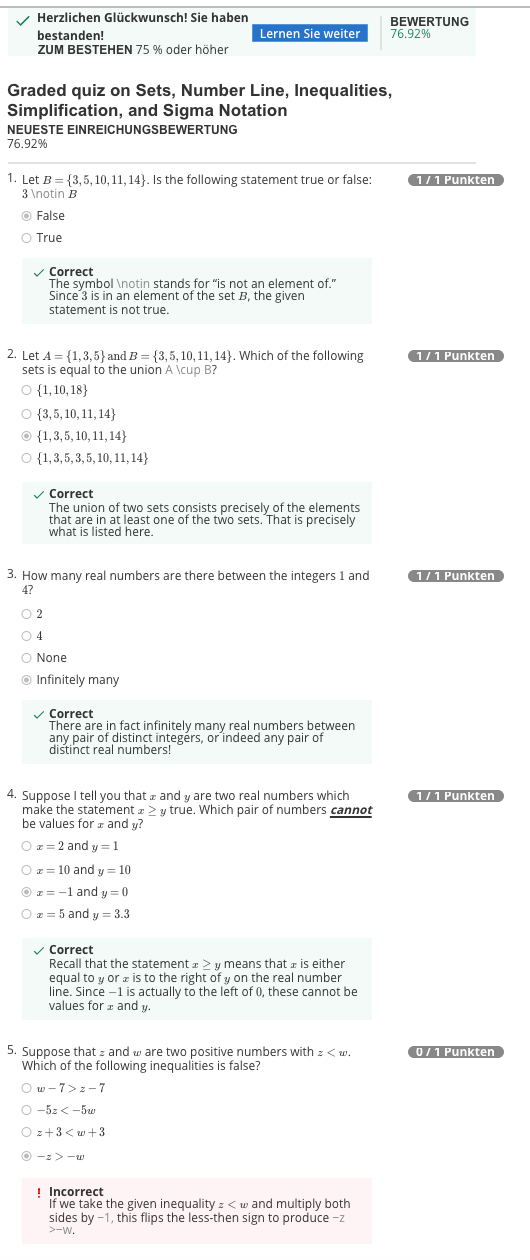 Herzlichen Glückwunsch! Sie haben
bestanden!
ZUM BESTEHEN 75 % oder höher
Lernen Sie weiter
BEWERTUNG
76.92%
Graded quiz on Sets, Number Line, Inequalities,
Simplification, and Sigma Notation
NEUESTE EINREICHUNGSBEWERTUNG
76.92%
1. Let B = {3, 5, 10, 11, 14}. Is the following statement true or false:
3 \notin B
1 / 1 Punkten
False
True
Correct
The symbol \notin stands for “is not an element of.”
Since 3 is in an element of the set B, the given
statement is not true.
2. Let A = {1, 3, 5} and B = {3, 5, 10, 11, 14}. Which of the following
sets is equal to the union A \cup B?
1 / 1 Punkten
{1, 10, 18}
{3, 5, 10, 11, 14}
{1, 3, 5, 10, 11, 14}
{1, 3, 5, 3, 5, 10, 11, 14}
Correct
The union of two sets consists precisely of the elements
that are in at least one of the two sets. That is precisely
what is listed here.
3. How many real numbers are there between the integers 1 and
4?
1 / 1 Punkten
2
4
None
Infinitely many
Correct
There are in fact infinitely many real numbers between
any pair of distinct integers, or indeed any pair of
distinct real numbers!
4. Suppose I tell you that x and y are two real numbers which
make the statement x ≥ y true. Which pair of numbers cannot
be values for x and y?
1 / 1 Punkten
x = 2 and y = 1
x = 10 and y = 10
x = −1 and y = 0
x = 5 and y = 3.3
Correct
Recall that the statement x ≥ y means that x is either
equal to y or x is to the right of y on the real number
line. Since −1 is actually to the left of 0, these cannot be
values for x and y.
5. Suppose that z and w are two positive numbers with z < w.
Which of the following inequalities is false?
0 / 1 Punkten
w − 7 > z − 7
−5z < −5w
z + 3 < w + 3
−z > −w
! Incorrect
If we take the given inequality z < w and multiply both
sides by −1, this flips the less-then sign to produce −z
>−w.